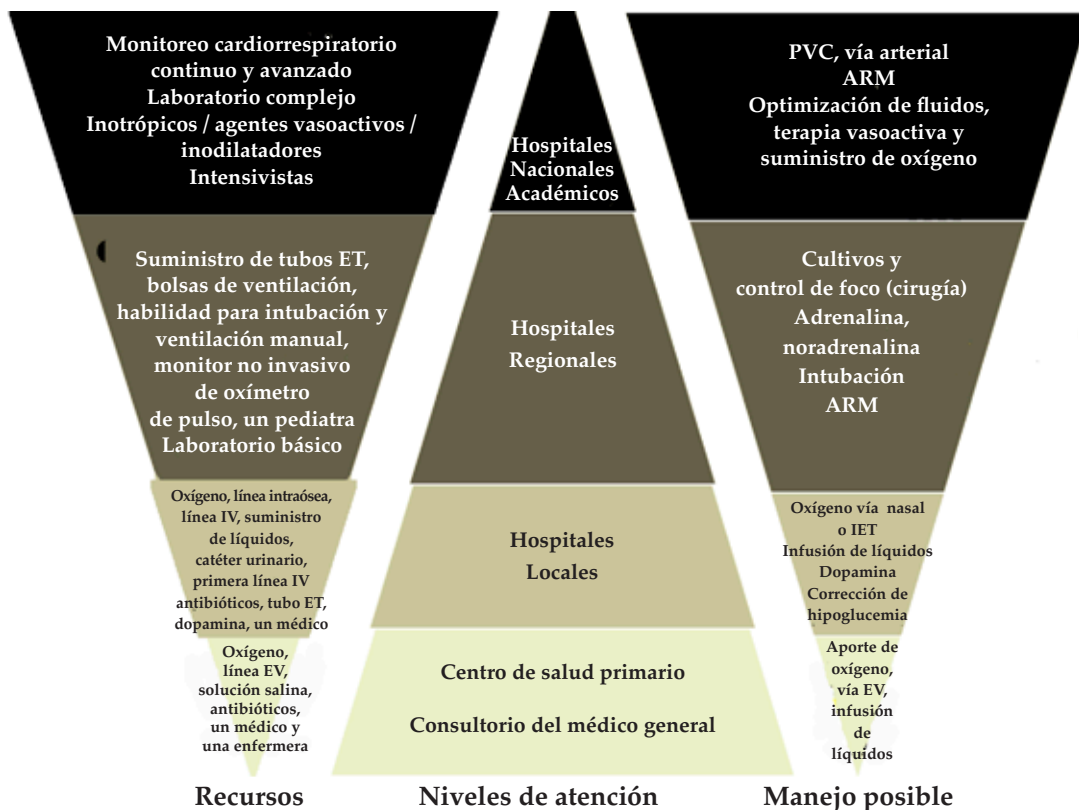 Monitoreo cardiorrespiratorio
continuo y avanzado
Laboratorio complejo
Inotrópicos / agentes vasoactivos /
inodilatadores
Intensivistas
Suministro de tubos ET,
bolsas de ventilación,
habilidad para intubación y
ventilación manual,
monitor no invasivo
de oxímetro
de pulso, un pediatra
Laboratorio básico
Oxígeno, línea intraósea,
línea IV, suministro
de líquidos,
catéter urinario,
primera línea IV
antibióticos, tubo ET,
dopamina, un médico
Oxígeno,
línea EV,
solución salina,
antibióticos,
un médico y
una enfermera
Recursos
Hospitales
Nacionales
Académicos
Hospitales
Regionales
Hospitales
Locales
Centro de salud primario
Consultorio del médico general
Niveles de atención
PVC, vía arterial
ARM
Optimización de fluidos,
terapia vasoactiva y
suministro de oxígeno
Cultivos y
control de foco (cirugía)
Adrenalina,
noradrenalina
Intubación
ARM
Oxígeno vía nasal
o IET
Infusión de líquidos
Dopamina
Corrección de
hipoglucemia
Aporte de
oxígeno,
vía EV,
infusión
de
líquidos
Manejo posible